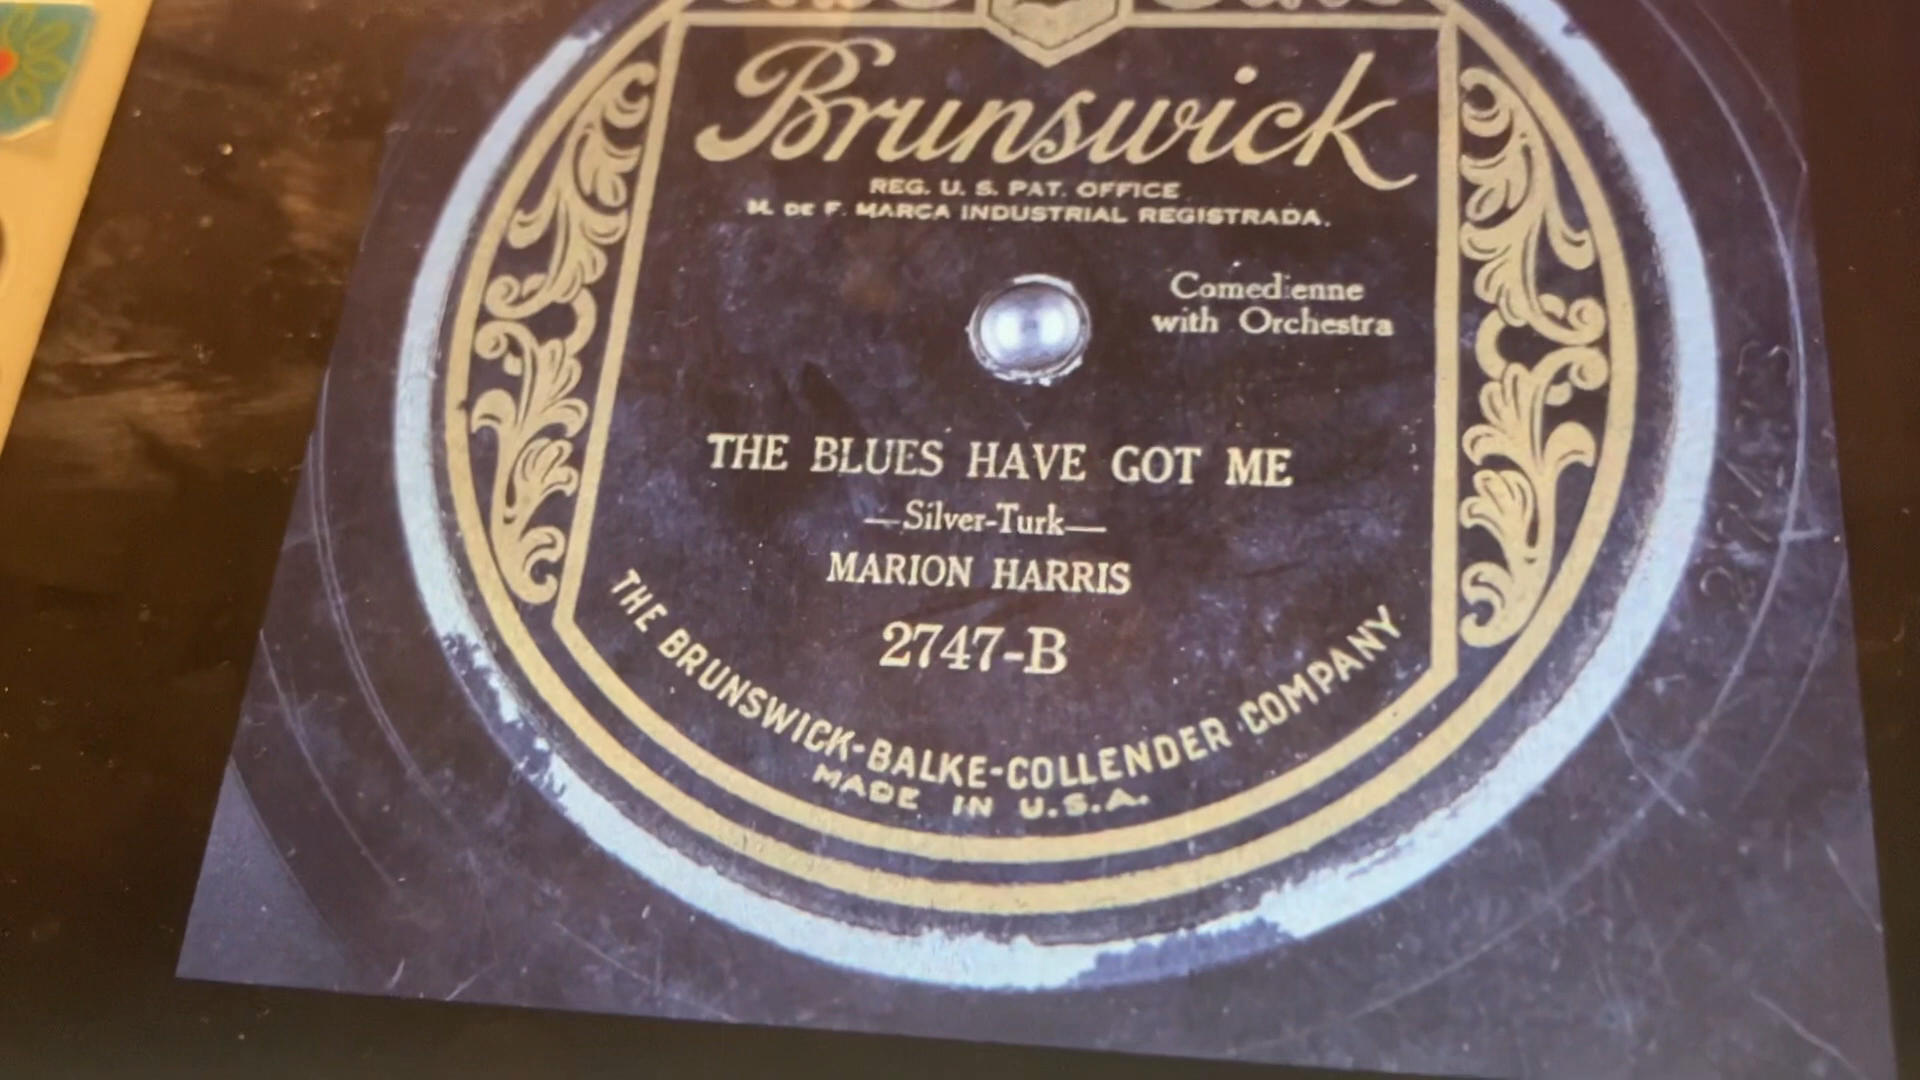 Brunswick
REG. U. S. PAT. OFFICE
M. DE F. MARCA INDUSTRIAL REGISTRADA.
Comedienne
with Orchestra
THE BLUES HAVE GOT ME
—Silver-Turk—
MARION HARRIS
2747-B
THE BRUNSWICK-BALKE-COLLENDER COMPANY
MADE IN U.S.A.